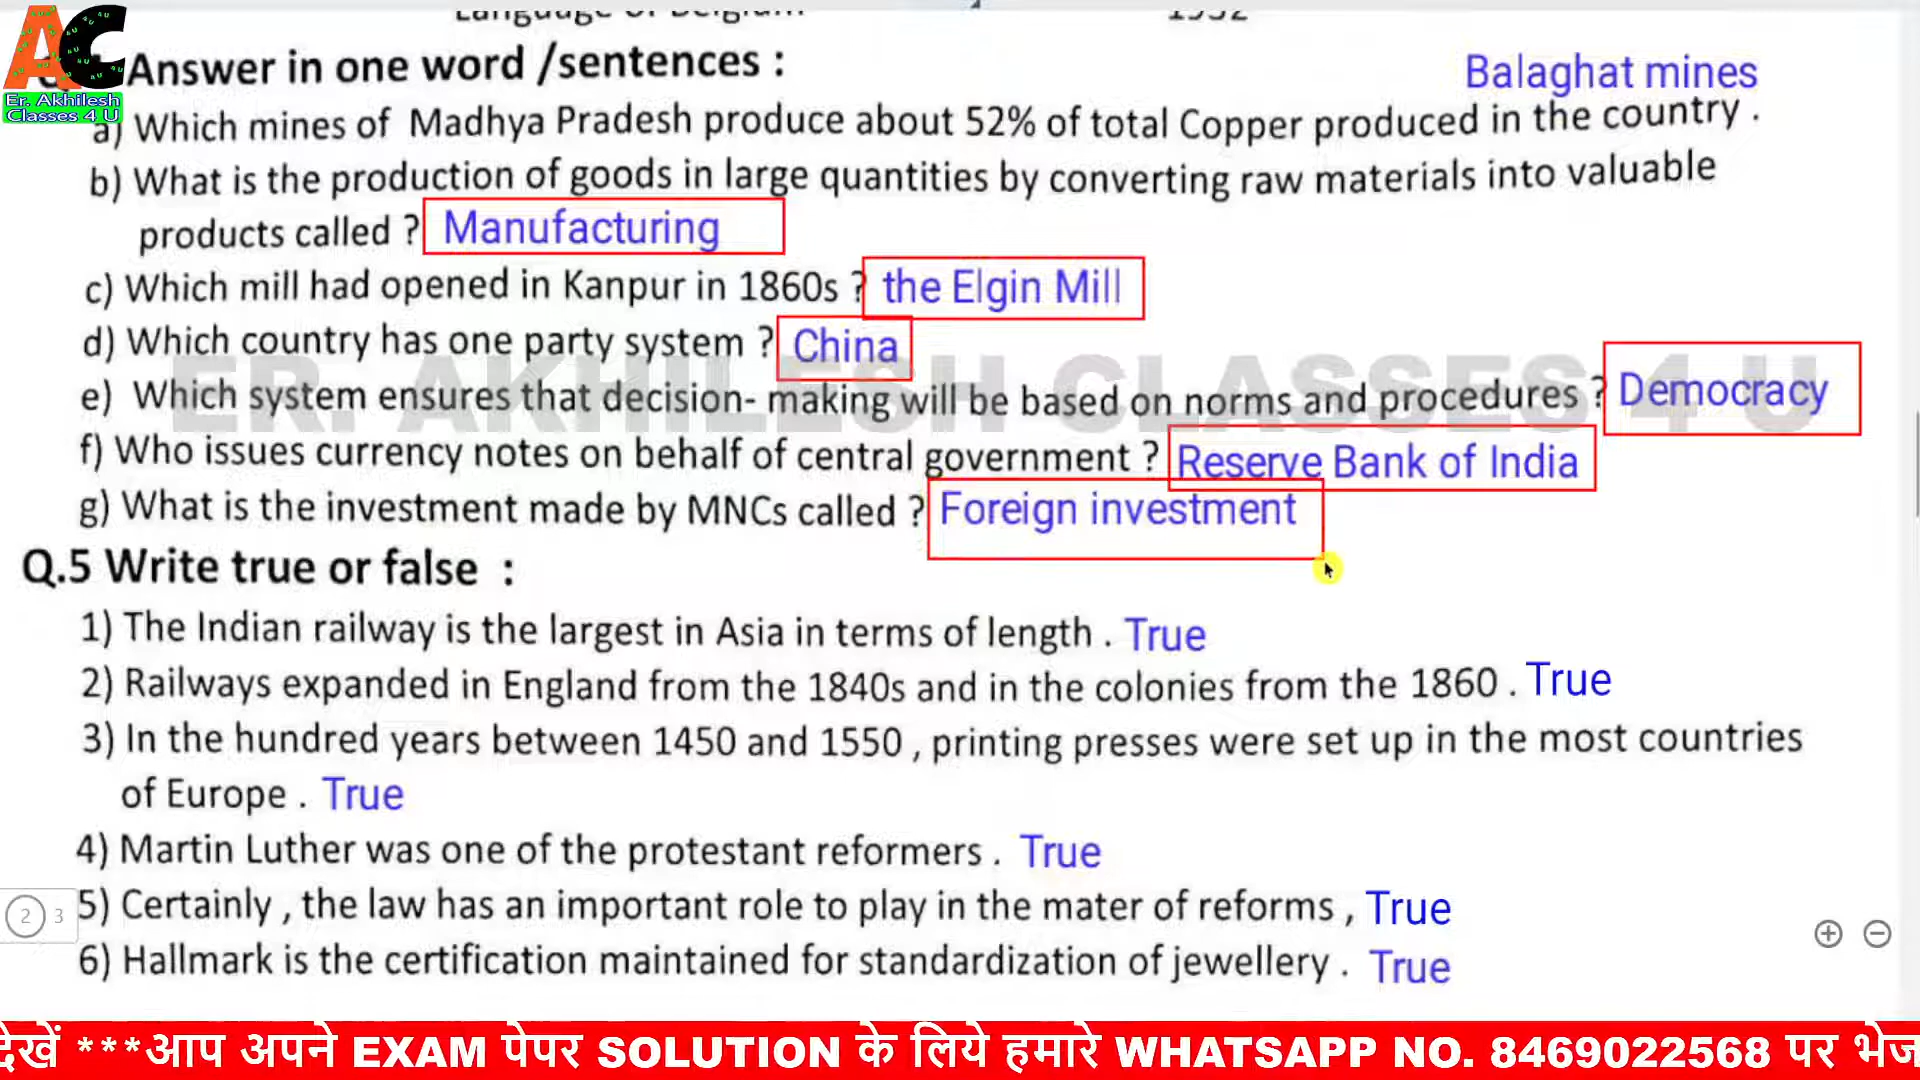 Language of Belgium 1992
Answer in one word /sentences :
Balaghat mines
AC
Er. Akhilesh
Classes 4 U
a) Which mines of Madhya Pradesh produce about 52% of total Copper produced in the country .
b) What is the production of goods in large quantities by converting raw materials into valuable
products called ? Manufacturing
c) Which mill had opened in Kanpur in 1860s ? the Elgin Mill
d) Which country has one party system ? China
e) Which system ensures that decision- making will be based on norms and procedures ? Democracy
ER. AKHILESH CLASSES 4 U
f) Who issues currency notes on behalf of central government ? Reserve Bank of India
g) What is the investment made by MNCs called ? Foreign investment
Q.5 Write true or false :
1) The Indian railway is the largest in Asia in terms of length . True
2) Railways expanded in England from the 1840s and in the colonies from the 1860 . True
3) In the hundred years between 1450 and 1550 , printing presses were set up in the most countries
of Europe . True
4) Martin Luther was one of the protestant reformers . True
2 3
5) Certainly , the law has an important role to play in the mater of reforms , True
6) Hallmark is the certification maintained for standardization of jewellery . True
देखें ***आप अपने EXAM पेपर SOLUTION के लिये हमारे WHATSAPP NO. 8469022568 पर भेज